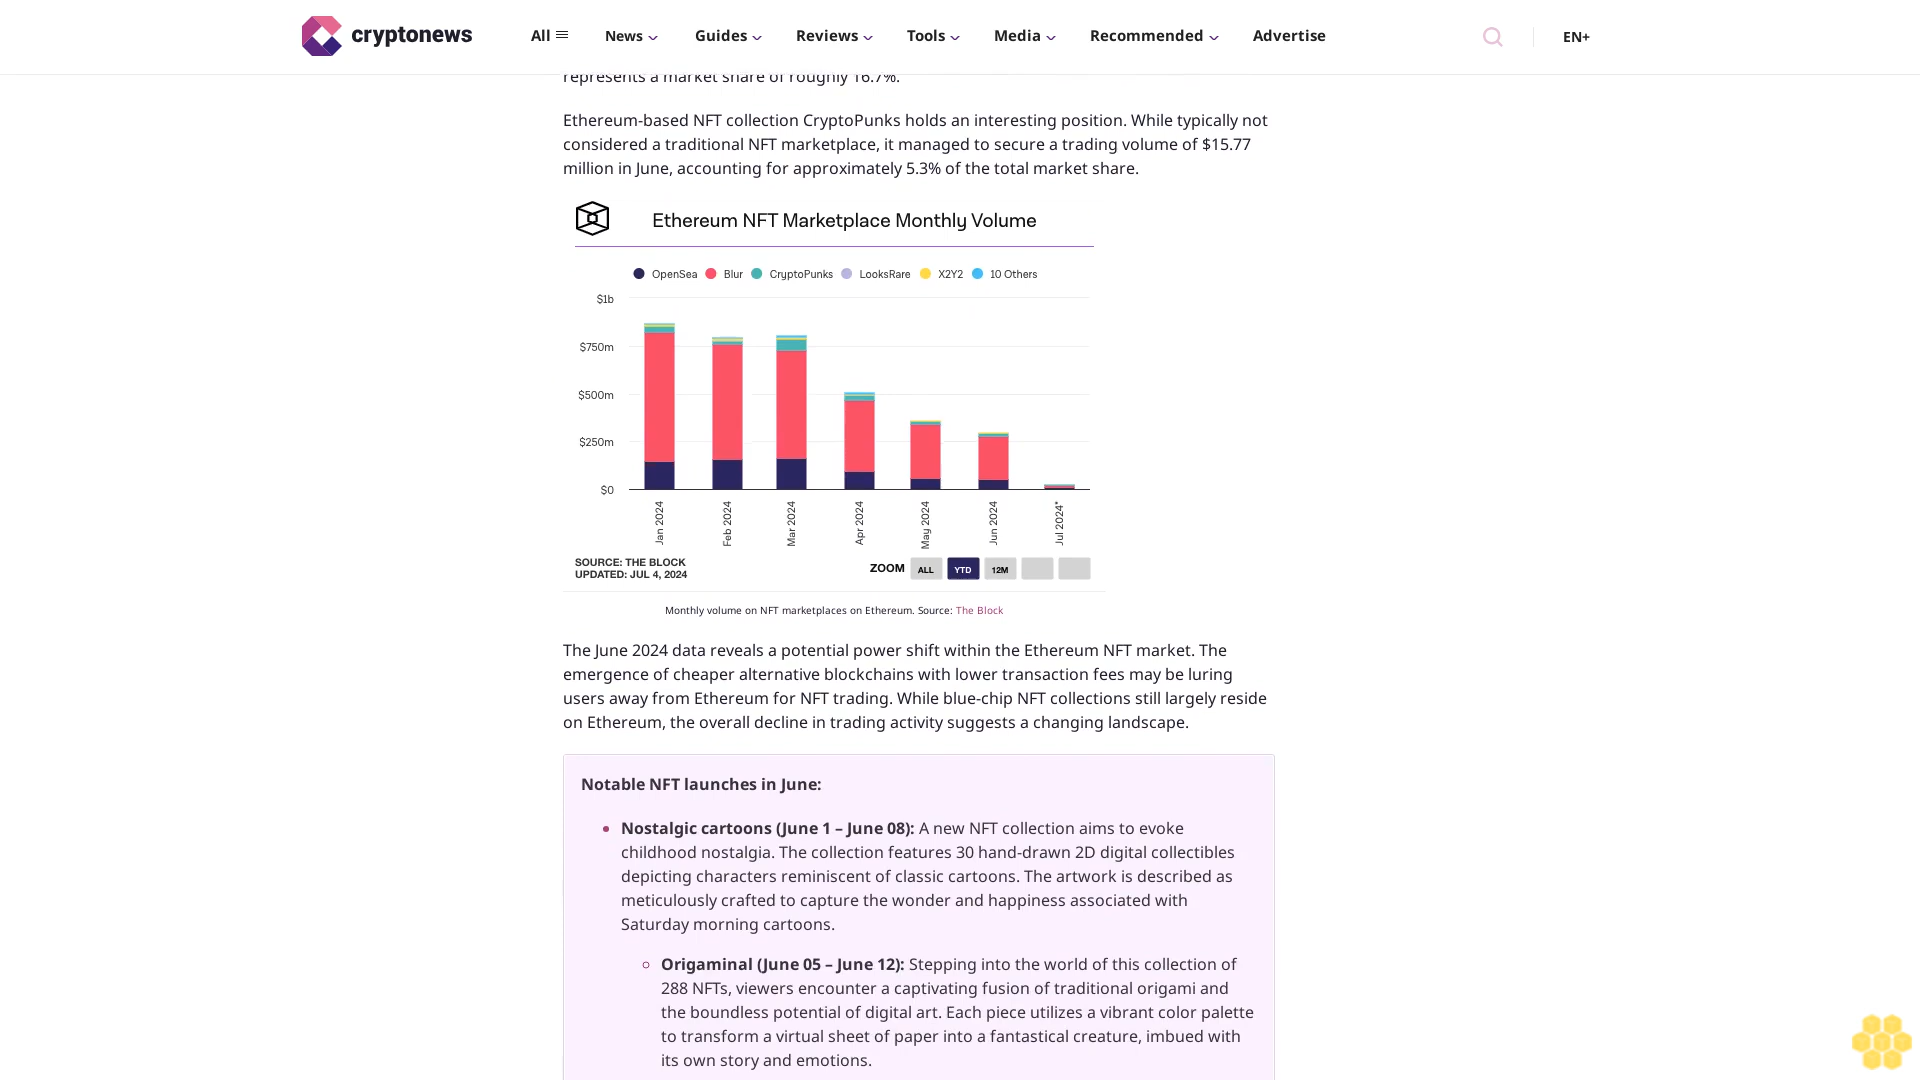 cryptonews
All
News
Guides
Reviews
Tools
Media
Recommended
Advertise
EN+
represents a market share of roughly 16.7%.
Ethereum-based NFT collection CryptoPunks holds an interesting position. While typically not
considered a traditional NFT marketplace, it managed to secure a trading volume of $15.77
million in June, accounting for approximately 5.3% of the total market share.
Ethereum NFT Marketplace Monthly Volume
OpenSea Blur CryptoPunks LooksRare X2Y2 10 Others
$1b
$750m
$500m
$250m
$0
Jan 2024
Feb 2024
Mar 2024
Apr 2024
May 2024
Jun 2024
Jul 2024*
SOURCE: THE BLOCK
UPDATED: JUL 4, 2024
ZOOM ALL YTD 12M
Monthly volume on NFT marketplaces on Ethereum. Source: The Block
The June 2024 data reveals a potential power shift within the Ethereum NFT market. The
emergence of cheaper alternative blockchains with lower transaction fees may be luring
users away from Ethereum for NFT trading. While blue-chip NFT collections still largely reside
on Ethereum, the overall decline in trading activity suggests a changing landscape.
Notable NFT launches in June:
Nostalgic cartoons (June 1 – June 08): A new NFT collection aims to evoke
childhood nostalgia. The collection features 30 hand-drawn 2D digital collectibles
depicting characters reminiscent of classic cartoons. The artwork is described as
meticulously crafted to capture the wonder and happiness associated with
Saturday morning cartoons.
Origaminal (June 05 – June 12): Stepping into the world of this collection of
288 NFTs, viewers encounter a captivating fusion of traditional origami and
the boundless potential of digital art. Each piece utilizes a vibrant color palette
to transform a virtual sheet of paper into a fantastical creature, imbued with
its own story and emotions.